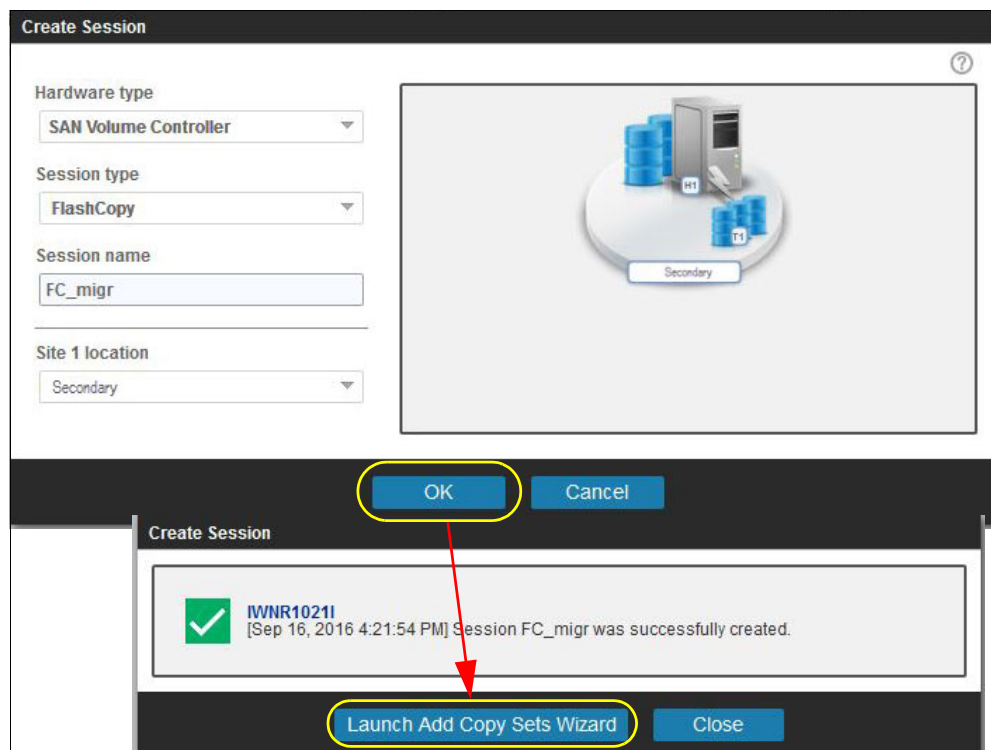 Create Session
Hardware type
SAN Volume Controller
Session type
FlashCopy
Session name
FC_migr
Site 1 location
Secondary
?
H1
T1
Secondary
OK
Cancel
Create Session
IWNR1021I
[Sep 16, 2016 4:21:54 PM] Session FC_migr was successfully created.
Launch Add Copy Sets Wizard
Close